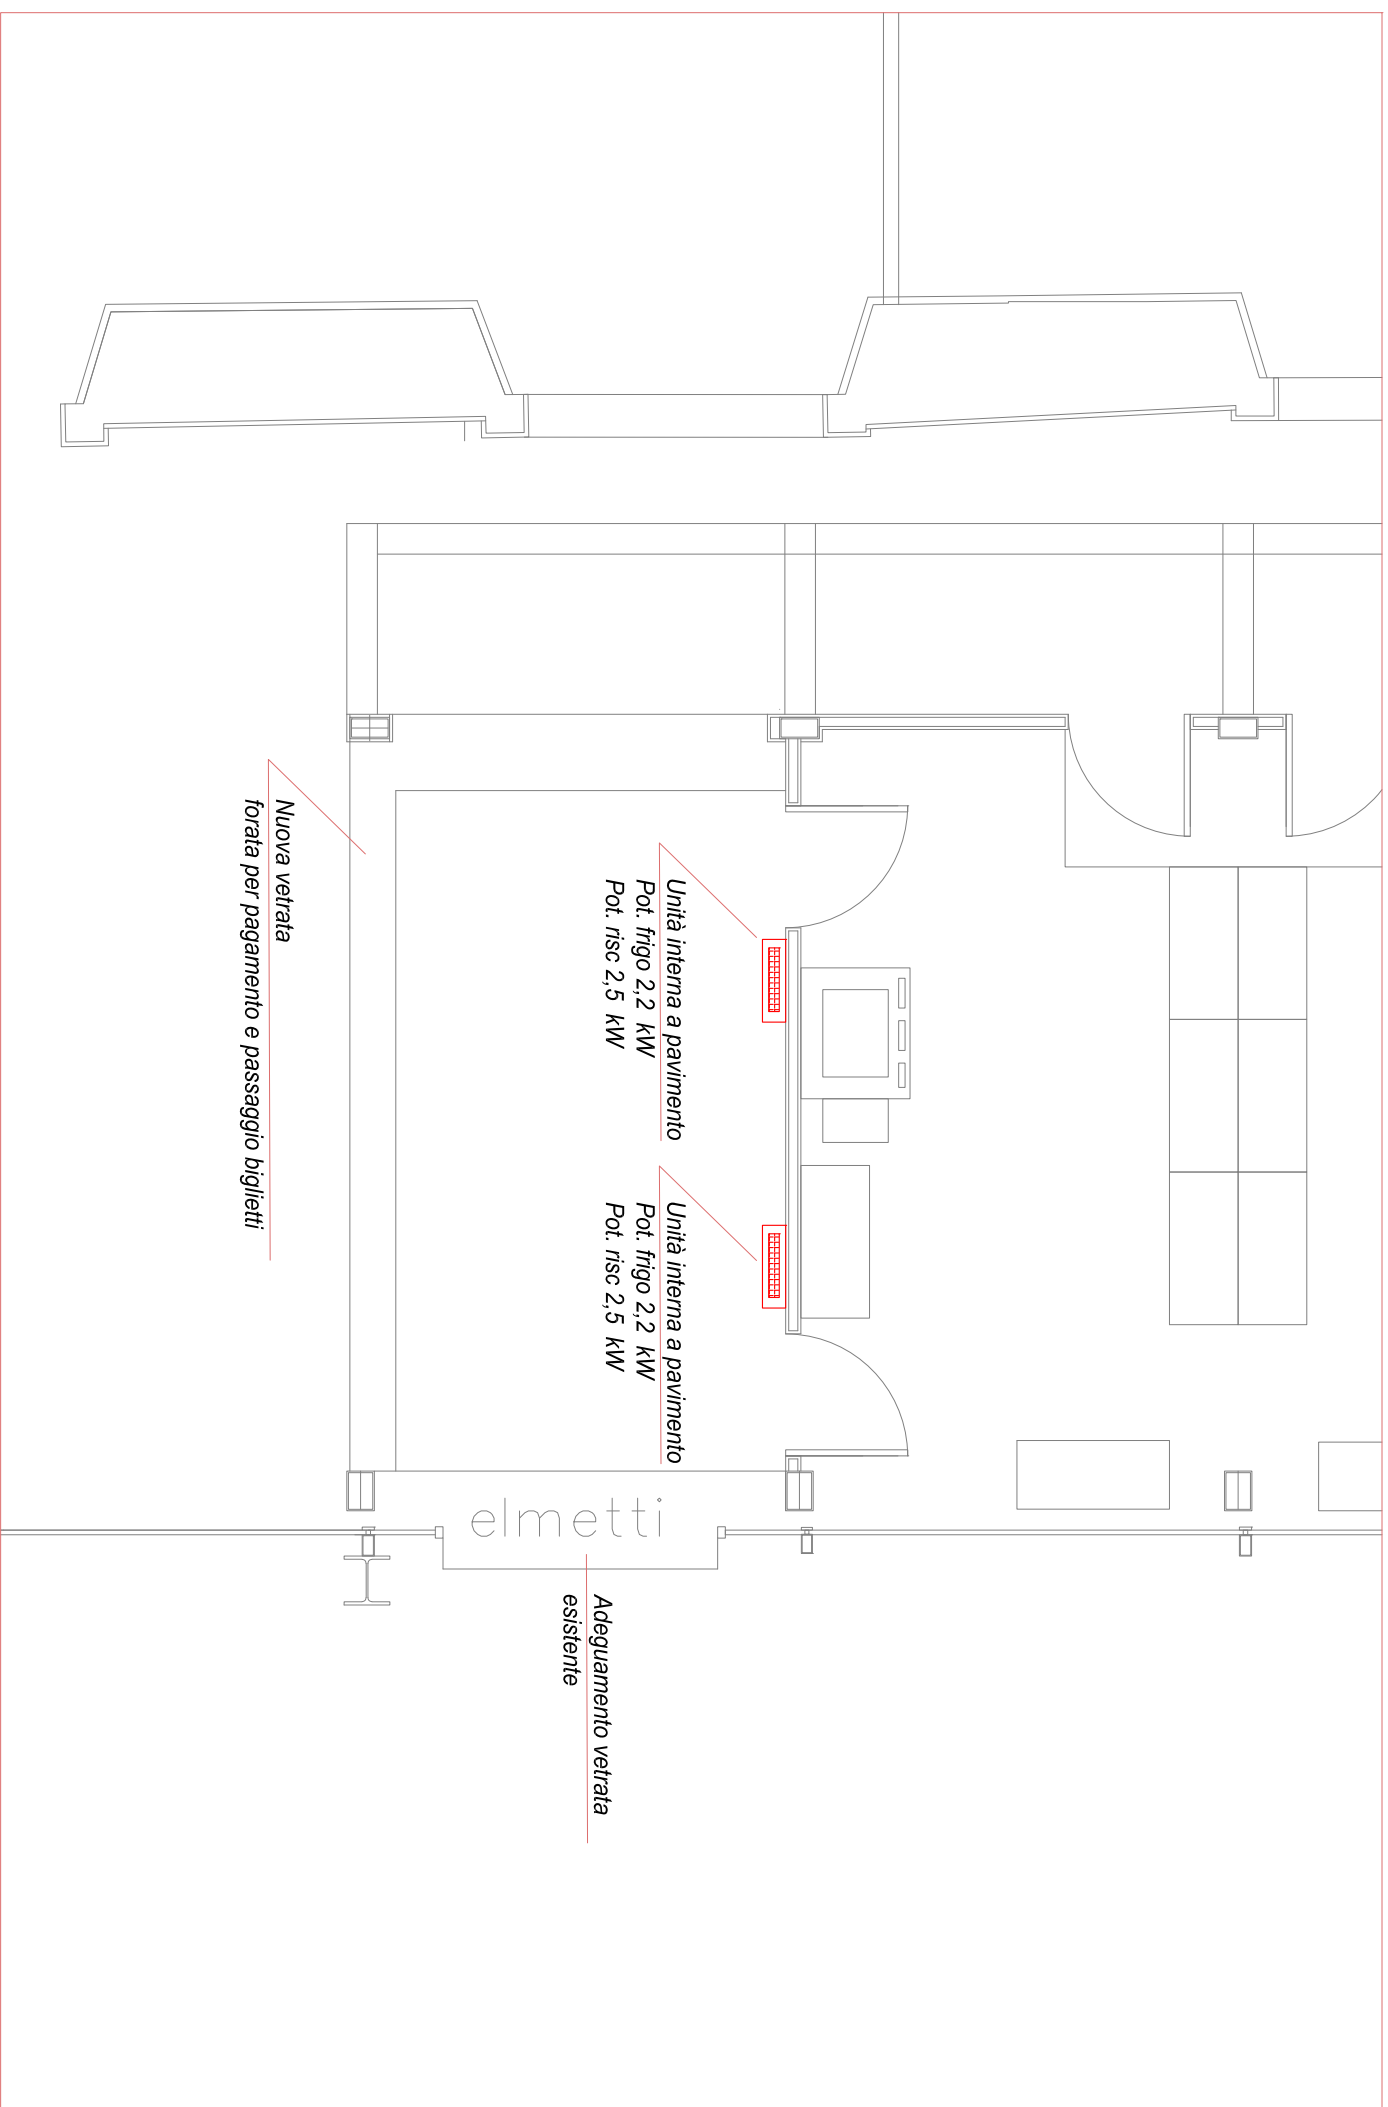 Nuova vetrata
forata per pagamento e passaggio biglietti
Unità interna a pavimento
Pot. frigo 2,2 kW
Pot. risc 2,5 kW
Unità interna a pavimento
Pot. frigo 2,2 kW
Pot. risc 2,5 kW
elmetti
Adeguamento vetrata
esistente